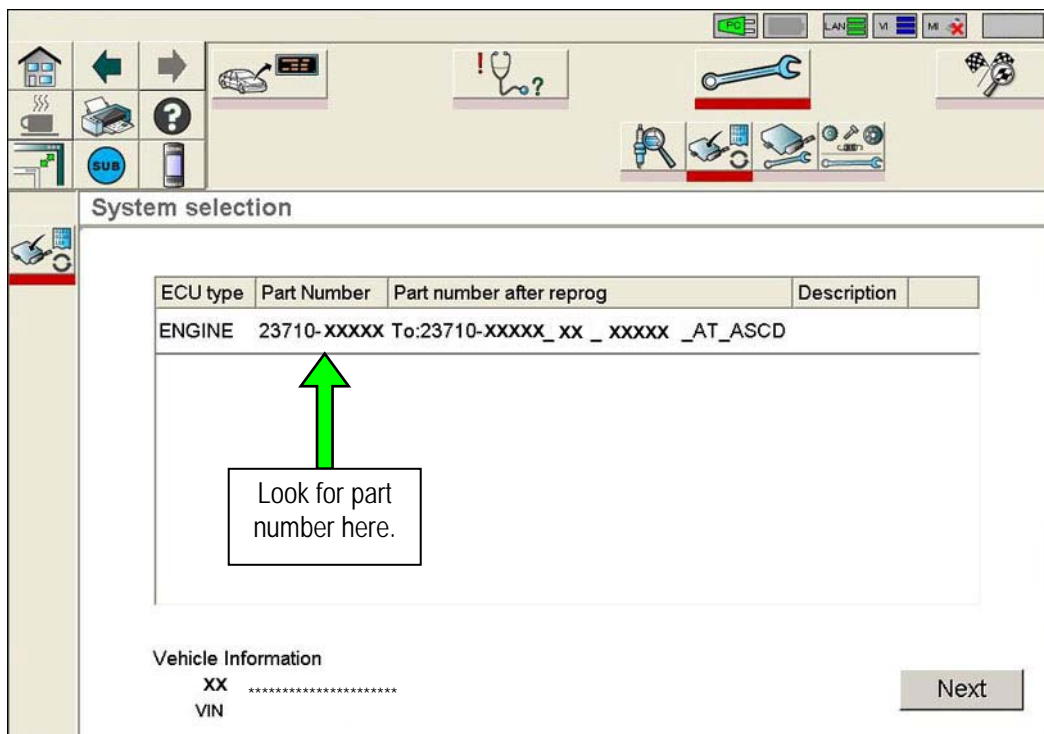 PC LAN VI MI
! ?
?
SUB
System selection
ECU type Part Number Part number after reprog Description
ENGINE 23710-XXXXX To:23710-XXXXX_ XX _ XXXXX _AT_ASCD
Look for part
number here.
Vehicle Information
XX **********************
VIN
Next